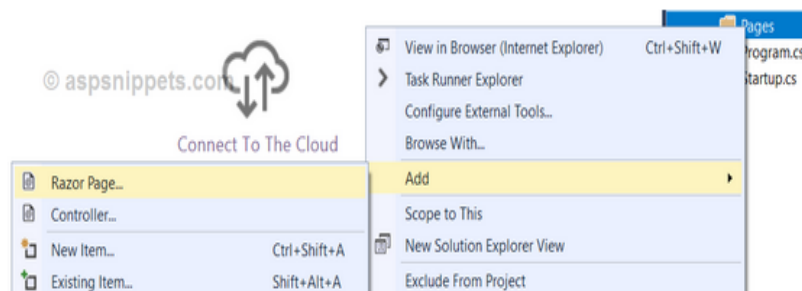 Pages
View in Browser (Internet Explorer) Ctrl+Shift+W
Program.cs
© aspsnippets.com
Task Runner Explorer
Startup.cs
Configure External Tools...
Connect To The Cloud
Browse With...
Razor Page...
Add
Controller...
Scope to This
New Item... Ctrl+Shift+A
New Solution Explorer View
Existing Item... Shift+Alt+A
Exclude From Project